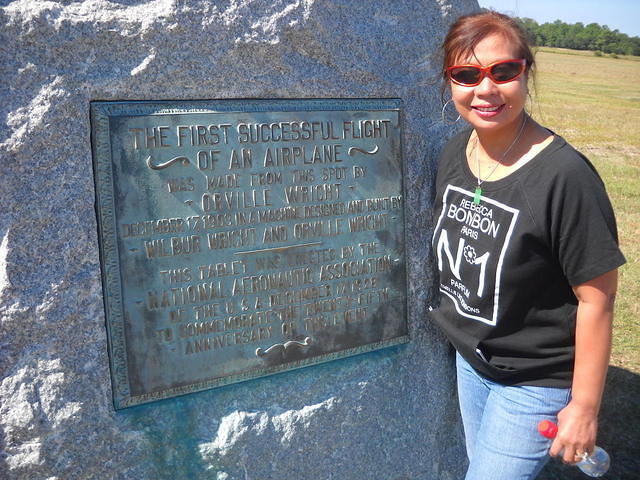 THE FIRST SUCCESSFUL FLIGHT
OF AN AIRPLANE
WAS MADE FROM THIS SPOT BY
- ORVILLE WRIGHT -
DECEMBER 17 1903 IN A MACHINE DESIGNED AND BUILT BY
- WILBUR WRIGHT AND ORVILLE WRIGHT -
THIS TABLET WAS ERECTED BY THE
NATIONAL AERONAUTIC ASSOCIATION
OF THE U S A DECEMBER 17 1928
TO COMMEMORATE THE TWENTY-FIFTH
ANNIVERSARY OF THIS EVENT
REBECCA
BONBON
PARIS
Nº1
PARFUM